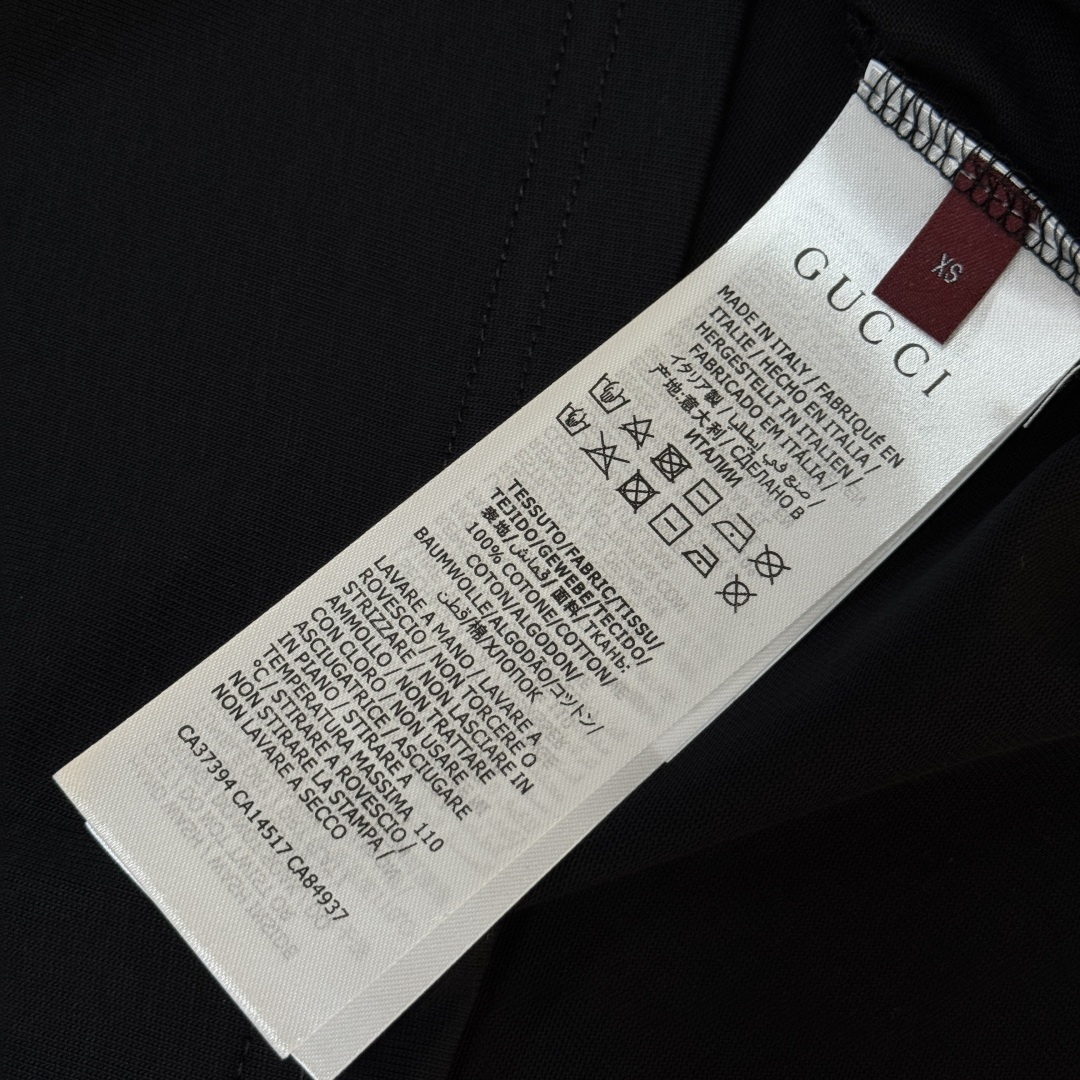 XS
GUCCI
MADE IN ITALY / FABRIQUÉ EN
ITALIE / HECHO EN ITALIA /
HERGESTELLT IN ITALIEN /
FABRICADO EM ITÁLIA /
イタリア製 / صنع في إيطاليا /
产地:意大利 / СДЕЛАНО В
ИТАЛИИ
TESSUTO/FABRIC/TISSU/
TEJIDO/GEWEBE/TECIDO/
表地/قماش/面料/ТКАНЬ:
100% COTONE/COTTON/
COTON/ALGODON/
BAUMWOLLE/ALGODÃO/コットン/
قطن/棉/ХЛОПОК
LAVARE A MANO / LAVARE A
ROVESCIO / NON TORCERE O
STRIZZARE / NON LASCIARE IN
AMMOLLO / NON TRATTARE
CON CLORO / NON USARE
ASCIUGATRICE / ASCIUGARE
IN PIANO / STIRARE A
TEMPERATURA MASSIMA 110
°C / STIRARE A ROVESCIO /
NON STIRARE LA STAMPA /
NON LAVARE A SECCO
CA37394 CA14517 CA84937